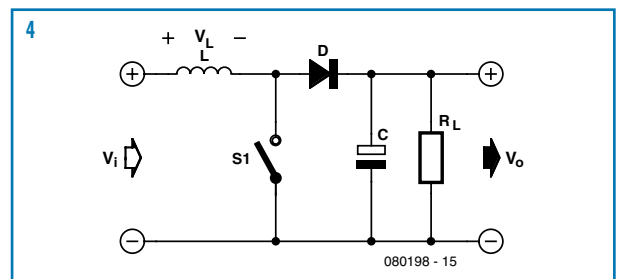 4
+ V_L −
L
D
+ +
V_i
S1
C
R_L
V_o
− −
080198 - 15